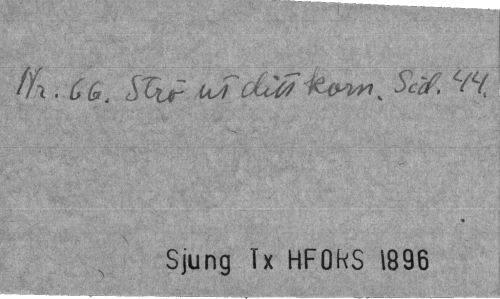 Nr. 66. Strö ut ditt korn. Sid. 44.
Sjung Tx HFORS 1896